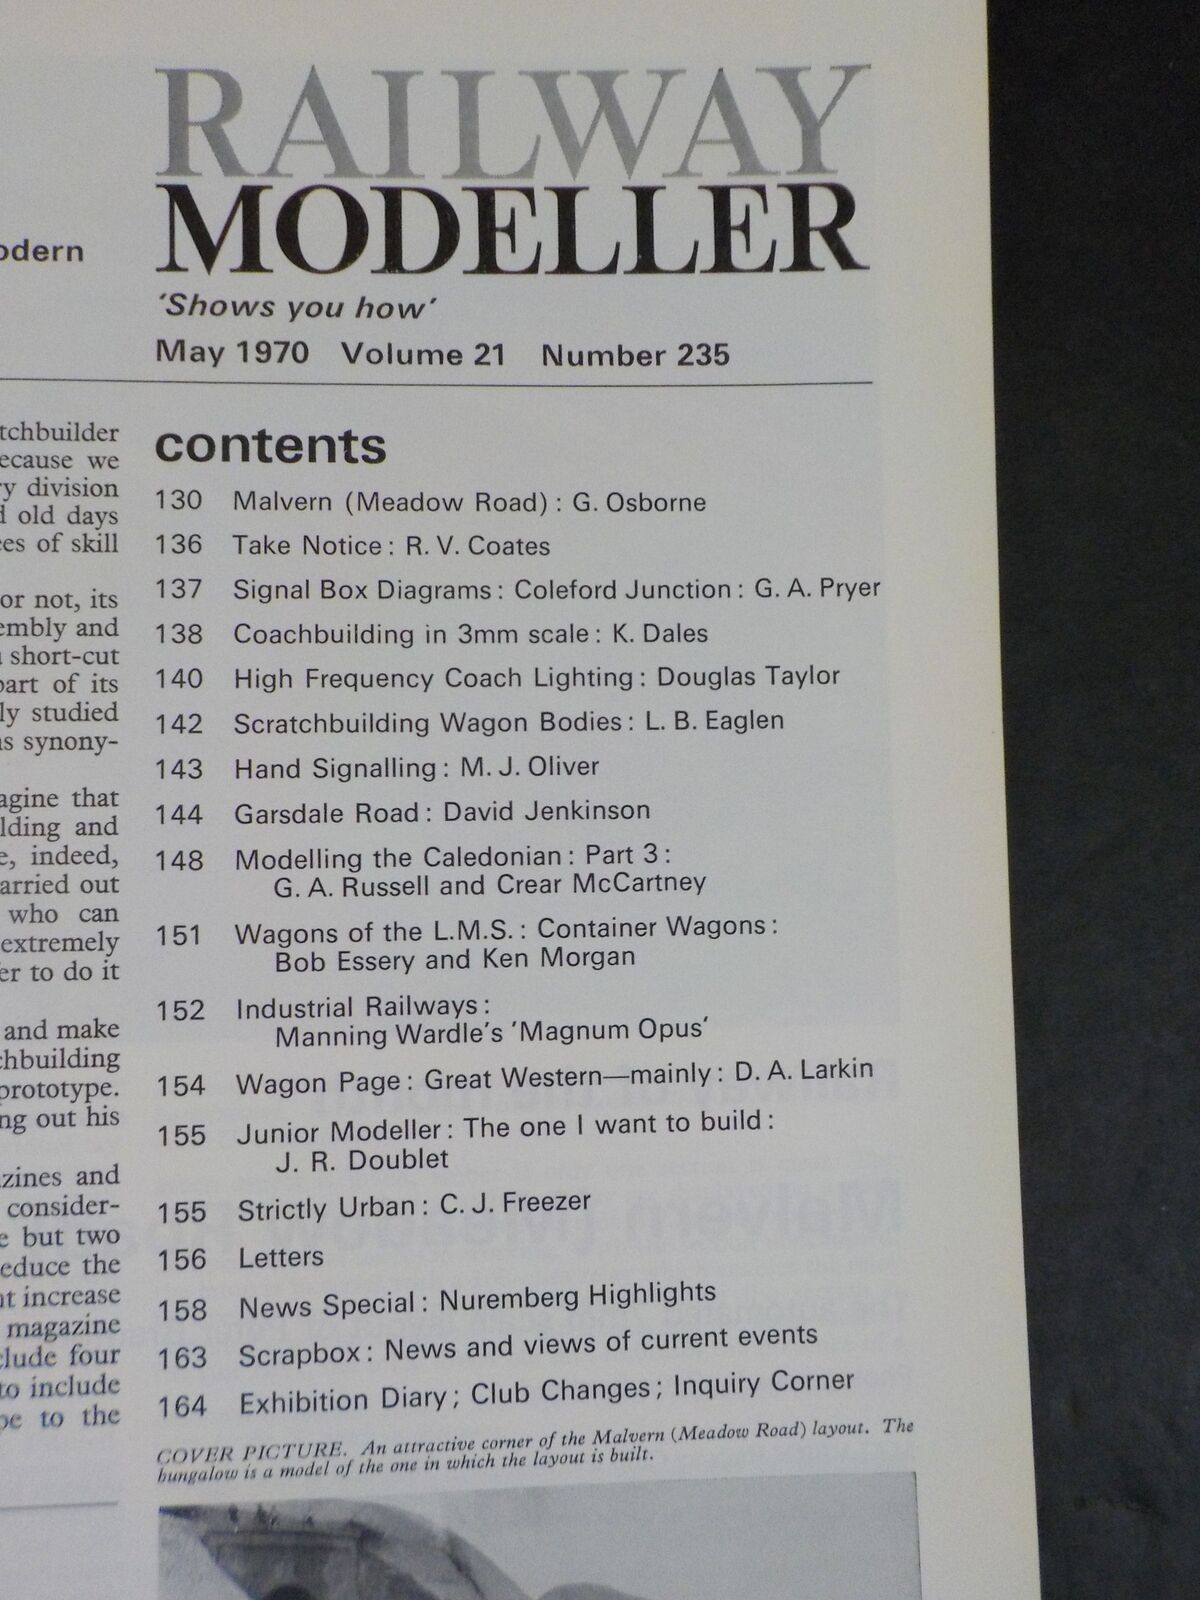 odern
tchbuilder
ecause we
ry division
d old days
es of skill
or not, its
embly and
short-cut
part of its
ly studied
as synony-
agine that
lding and
e, indeed,
arried out
who can
extremely
er to do it
and make
chbuilding
prototype.
ng out his
zines and
consider-
e but two
educe the
nt increase
magazine
clude four
to include
pe to the
RAILWAY
MODELLER
'Shows you how'
May 1970 Volume 21 Number 235
contents
130 Malvern (Meadow Road) : G. Osborne
136 Take Notice : R. V. Coates
137 Signal Box Diagrams : Coleford Junction : G. A. Pryer
138 Coachbuilding in 3mm scale : K. Dales
140 High Frequency Coach Lighting : Douglas Taylor
142 Scratchbuilding Wagon Bodies : L. B. Eaglen
143 Hand Signalling : M. J. Oliver
144 Garsdale Road : David Jenkinson
148 Modelling the Caledonian : Part 3 :
G. A. Russell and Crear McCartney
151 Wagons of the L.M.S. : Container Wagons :
Bob Essery and Ken Morgan
152 Industrial Railways :
Manning Wardle's 'Magnum Opus'
154 Wagon Page : Great Western—mainly : D. A. Larkin
155 Junior Modeller : The one I want to build :
J. R. Doublet
155 Strictly Urban : C. J. Freezer
156 Letters
158 News Special : Nuremberg Highlights
163 Scrapbox : News and views of current events
164 Exhibition Diary ; Club Changes ; Inquiry Corner
COVER PICTURE. An attractive corner of the Malvern (Meadow Road) layout. The
bungalow is a model of the one in which the layout is built.